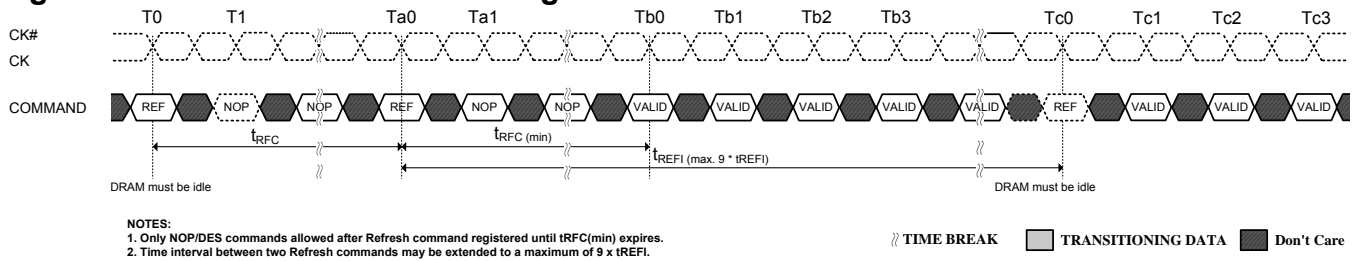 T0 T1 Ta0 Ta1 Tb0 Tb1 Tb2 Tb3 Tc0 Tc1 Tc2 Tc3
CK#
CK
COMMAND REF NOP NOP REF NOP NOP VALID VALID VALID VALID VALID REF VALID VALID VALID
tRFC tRFC (min)
tREFI (max. 9 * tREFI)
DRAM must be idle DRAM must be idle
NOTES:
1. Only NOP/DES commands allowed after Refresh command registered until tRFC(min) expires.
2. Time interval between two Refresh commands may be extended to a maximum of 9 x tREFI.
TIME BREAK TRANSITIONING DATA Don't Care